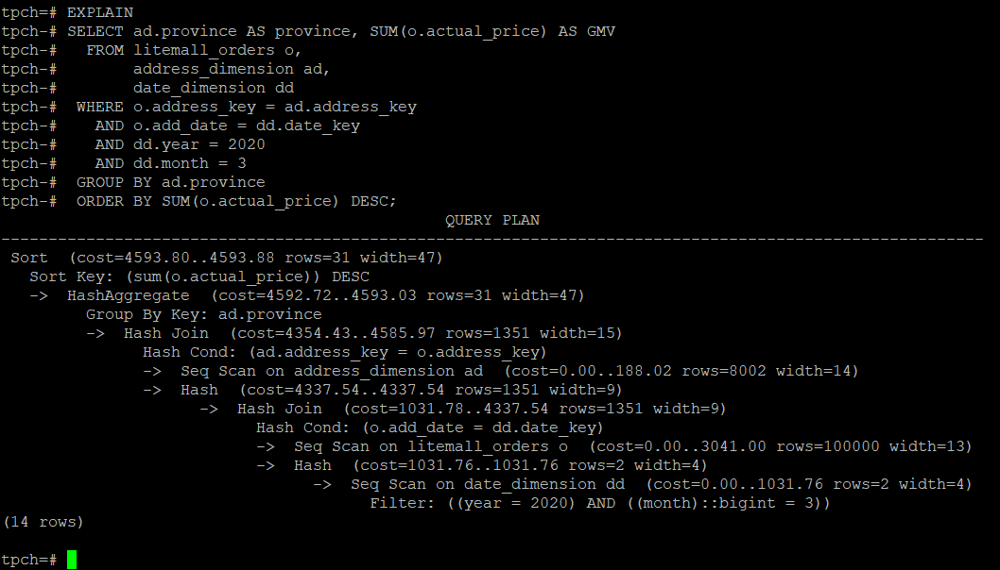 tpch=# EXPLAIN
tpch-# SELECT ad.province AS province, SUM(o.actual_price) AS GMV
tpch-#   FROM litemall_orders o,
tpch-#        address_dimension ad,
tpch-#        date_dimension dd
tpch-#  WHERE o.address_key = ad.address_key
tpch-#    AND o.add_date = dd.date_key
tpch-#    AND dd.year = 2020
tpch-#    AND dd.month = 3
tpch-#  GROUP BY ad.province
tpch-#  ORDER BY SUM(o.actual_price) DESC;
                                               QUERY PLAN
--------------------------------------------------------------------------------------------------------
 Sort  (cost=4593.80..4593.88 rows=31 width=47)
   Sort Key: (sum(o.actual_price)) DESC
   ->  HashAggregate  (cost=4592.72..4593.03 rows=31 width=47)
         Group By Key: ad.province
         ->  Hash Join  (cost=4354.43..4585.97 rows=1351 width=15)
               Hash Cond: (ad.address_key = o.address_key)
               ->  Seq Scan on address_dimension ad  (cost=0.00..188.02 rows=8002 width=14)
               ->  Hash  (cost=4337.54..4337.54 rows=1351 width=9)
                     ->  Hash Join  (cost=1031.78..4337.54 rows=1351 width=9)
                           Hash Cond: (o.add_date = dd.date_key)
                           ->  Seq Scan on litemall_orders o  (cost=0.00..3041.00 rows=100000 width=13)
                           ->  Hash  (cost=1031.76..1031.76 rows=2 width=4)
                                 ->  Seq Scan on date_dimension dd  (cost=0.00..1031.76 rows=2 width=4)
                                       Filter: ((year = 2020) AND ((month)::bigint = 3))
(14 rows)
tpch=#